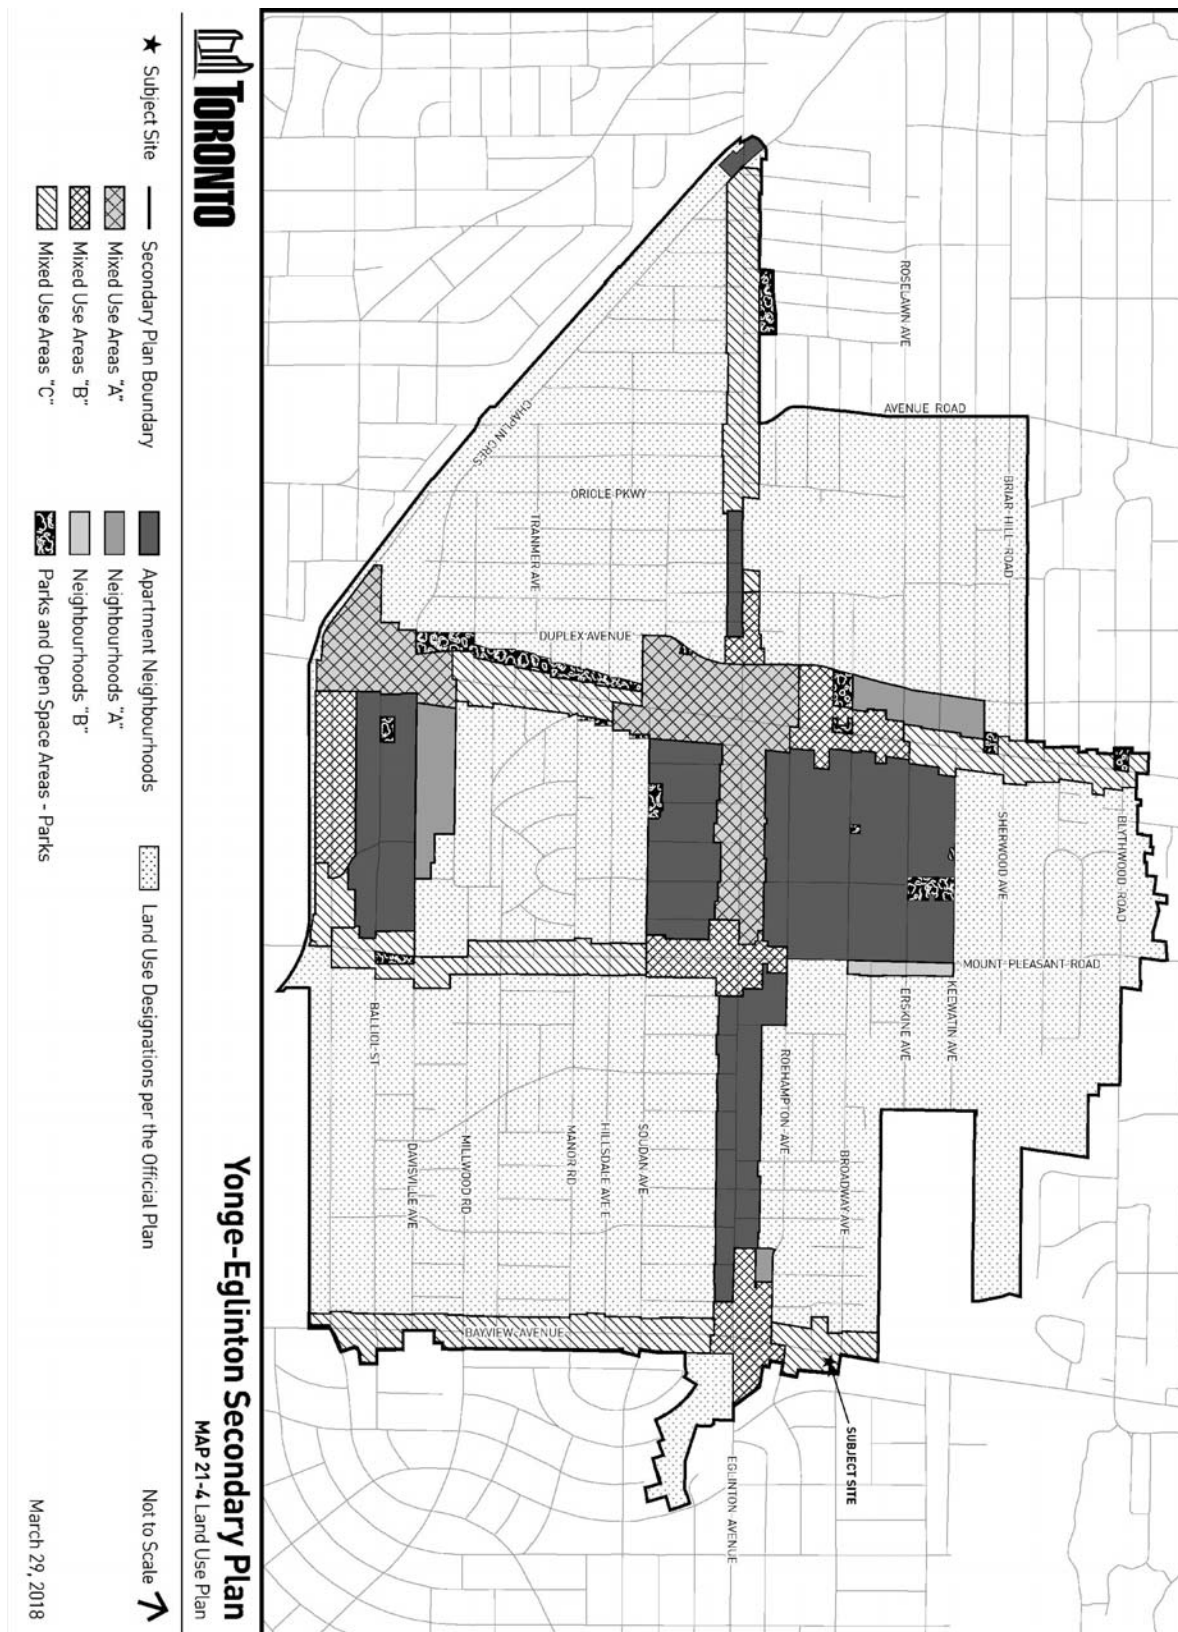 ROSELAWN AVE
AVENUE ROAD
BRIAR HILL ROAD
CHAPLIN CRES
ORIOLE PKWY
TRANMER AVE
DUPLEX AVENUE
SHERWOOD AVE
BLYTHWOOD ROAD
MOUNT PLEASANT ROAD
KEEWATIN AVE
ERSKINE AVE
ROEHAMPTON AVE
BROADWAY AVE
BALLIOL ST
DAVISVILLE AVE
MILLWOOD RD
MANOR RD
HILLSDALE AVE E
SOUDAN AVE
BAYVIEW AVENUE
EGLINTON AVENUE
SUBJECT SITE
TORONTO
Yonge-Eglinton Secondary Plan
MAP 21-4 Land Use Plan
Subject Site
Secondary Plan Boundary
Mixed Use Areas "A"
Mixed Use Areas "B"
Mixed Use Areas "C"
Apartment Neighbourhoods
Neighbourhoods "A"
Neighbourhoods "B"
Parks and Open Space Areas - Parks
Land Use Designations per the Official Plan
Not to Scale
March 29, 2018